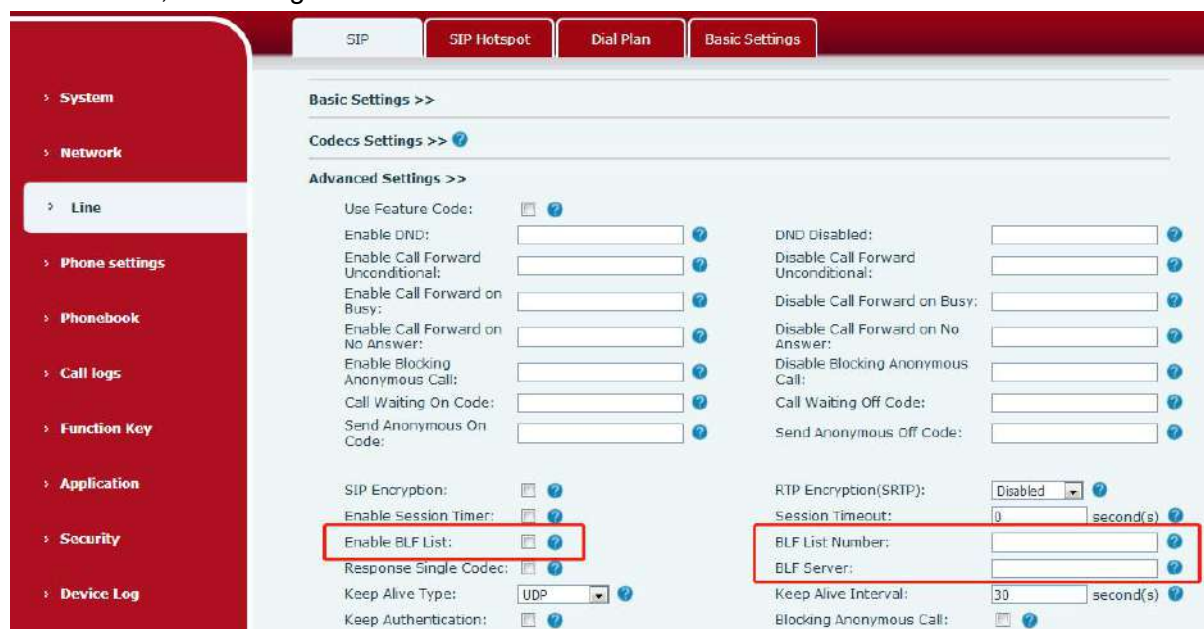 SIP SIP Hotspot Dial Plan Basic Settings
› System
› Network
› Line
› Phone settings
› Phonebook
› Call logs
› Function Key
› Application
› Security
› Device Log
Basic Settings >>
Codecs Settings >>
Advanced Settings >>
Use Feature Code:
Enable DND: DND Disabled:
Enable Call Forward Unconditional: Disable Call Forward Unconditional:
Enable Call Forward on Busy: Disable Call Forward on Busy:
Enable Call Forward on No Answer: Disable Call Forward on No Answer:
Enable Blocking Anonymous Call: Disable Blocking Anonymous Call:
Call Waiting On Code: Call Waiting Off Code:
Send Anonymous On Code: Send Anonymous Off Code:
SIP Encryption: RTP Encryption(SRTP): Disabled
Enable Session Timer: Session Timeout: 0 second(s)
Enable BLF List: BLF List Number:
Response Single Codec: BLF Server:
Keep Alive Type: UDP Keep Alive Interval: 30 second(s)
Keep Authentication: Blocking Anonymous Call: